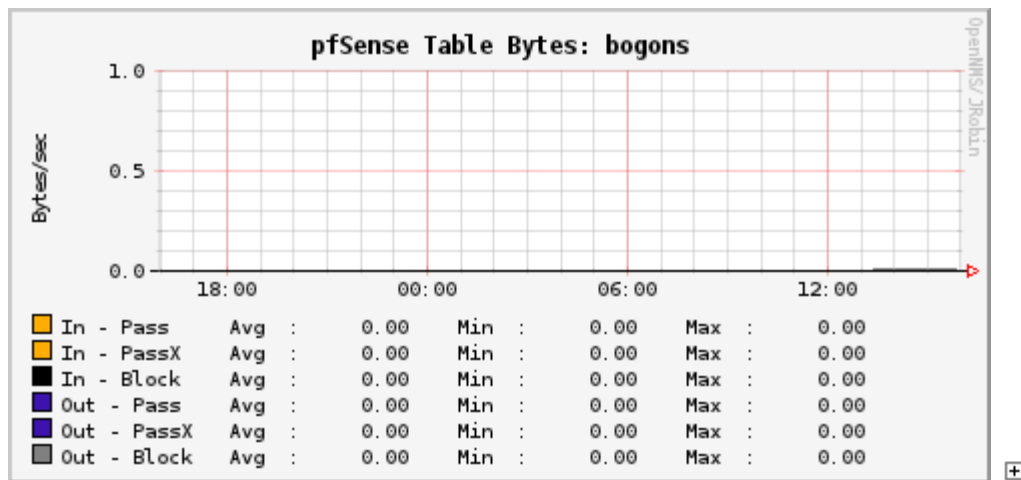 pfSense Table Bytes: bogons
OpenNMS/JRobin
Bytes/sec
1.0
0.5
0.0
18:00 00:00 06:00 12:00
In - Pass Avg : 0.00 Min : 0.00 Max : 0.00
In - PassX Avg : 0.00 Min : 0.00 Max : 0.00
In - Block Avg : 0.00 Min : 0.00 Max : 0.00
Out - Pass Avg : 0.00 Min : 0.00 Max : 0.00
Out - PassX Avg : 0.00 Min : 0.00 Max : 0.00
Out - Block Avg : 0.00 Min : 0.00 Max : 0.00